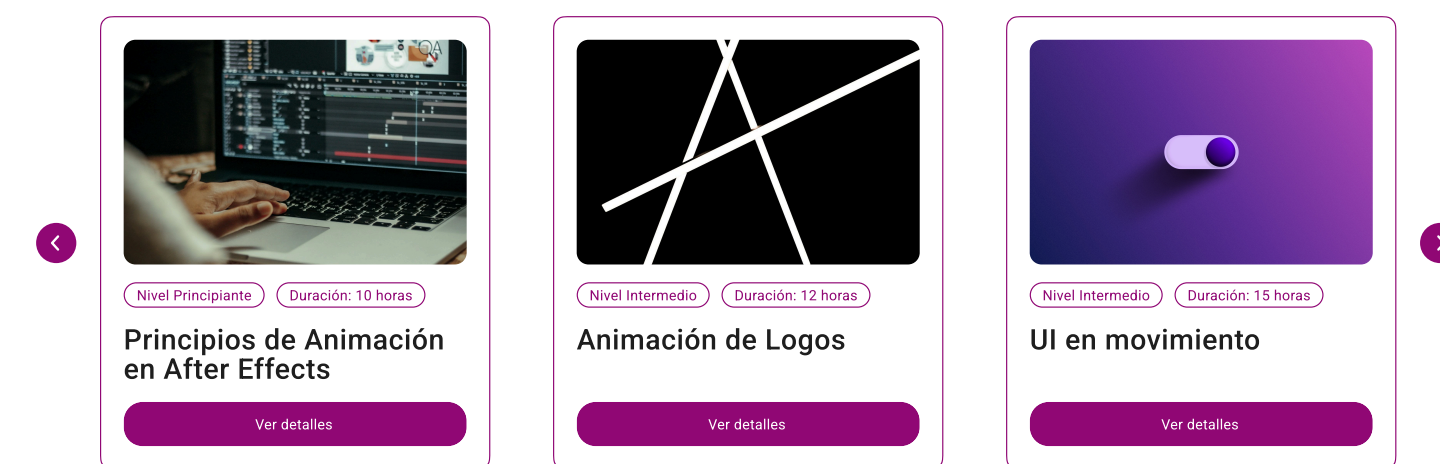 QA
Nivel Principiante
Duración: 10 horas
Principios de Animación
en After Effects
Ver detalles
Nivel Intermedio
Duración: 12 horas
Animación de Logos
Ver detalles
Nivel Intermedio
Duración: 15 horas
UI en movimiento
Ver detalles